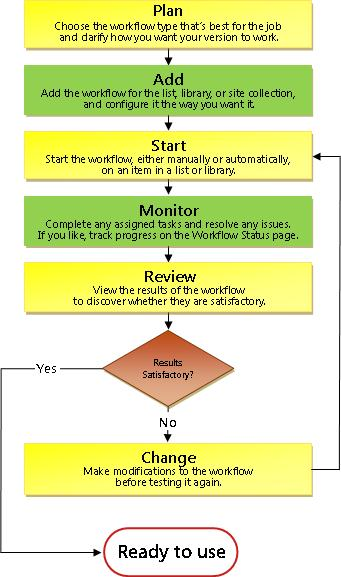 Plan
Choose the workflow type that's best for the job
and clarify how you want your version to work.
Add
Add the workflow for the list, library, or site collection,
and configure it the way you want it.
Start
Start the workflow, either manually or automatically,
on an item in a list or library.
Monitor
Complete any assigned tasks and resolve any issues.
If you like, track progress on the Workflow Status page.
Review
View the results of the workflow
to discover whether they are satisfactory.
Results
Satisfactory?
Yes
No
Change
Make modifications to the workflow
before testing it again.
Ready to use